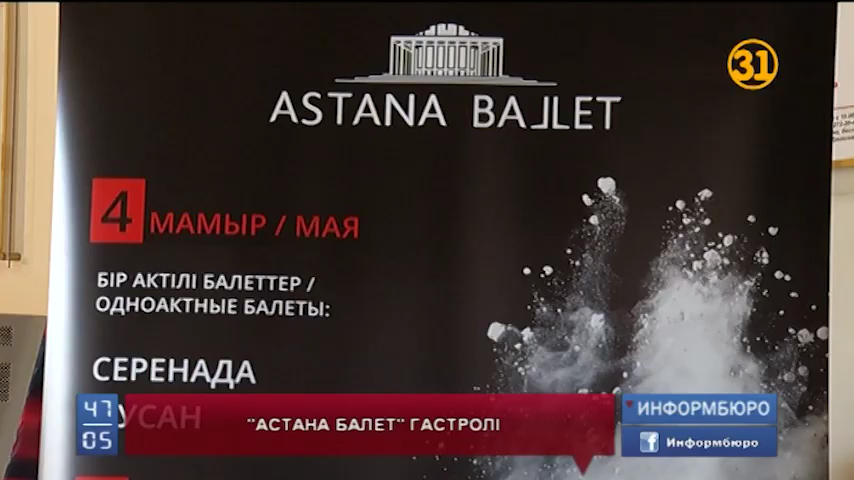 ASTANA BALLET
31
4 МАМЫР / МАЯ
БІР АКТІЛІ БАЛЕТТЕР /
ОДНОАКТНЫЕ БАЛЕТЫ:
СЕРЕНАДА
47
05
"АСТАНА БАЛЕТ" ГАСТРОЛІ
ИНФОРМБЮРО
Информбюро